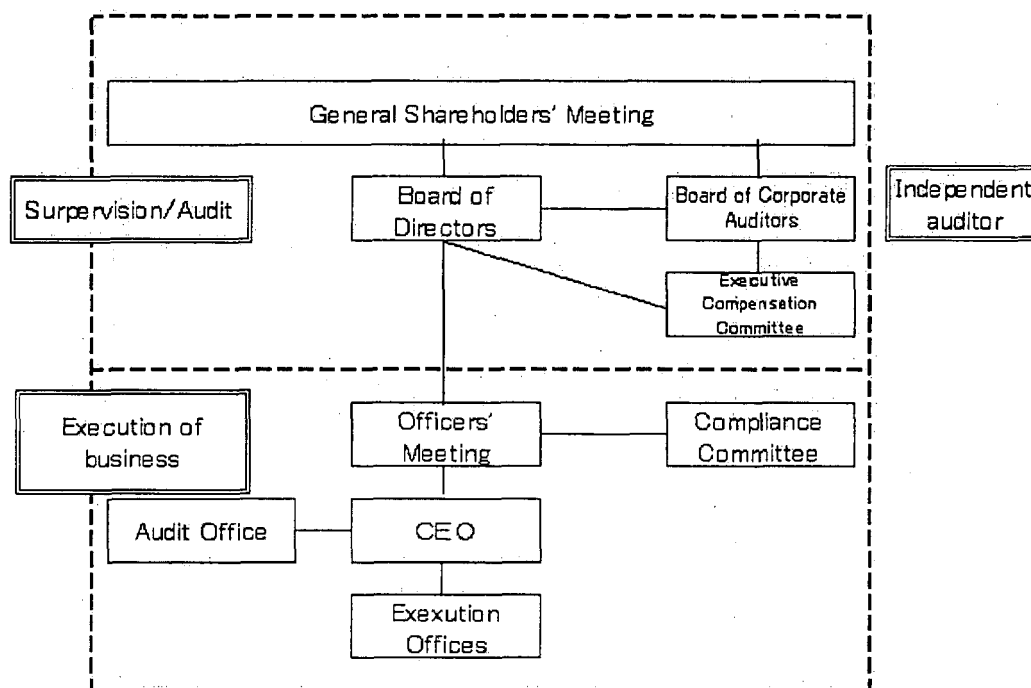 General Shareholders' Meeting
Surpervision/Audit
Board of
Directors
Board of Corporate
Auditors
Independent
auditor
Executive
Compensation
Committee
Execution of
business
Officers'
Meeting
Compliance
Committee
Audit Office
CEO
Exexution
Offices